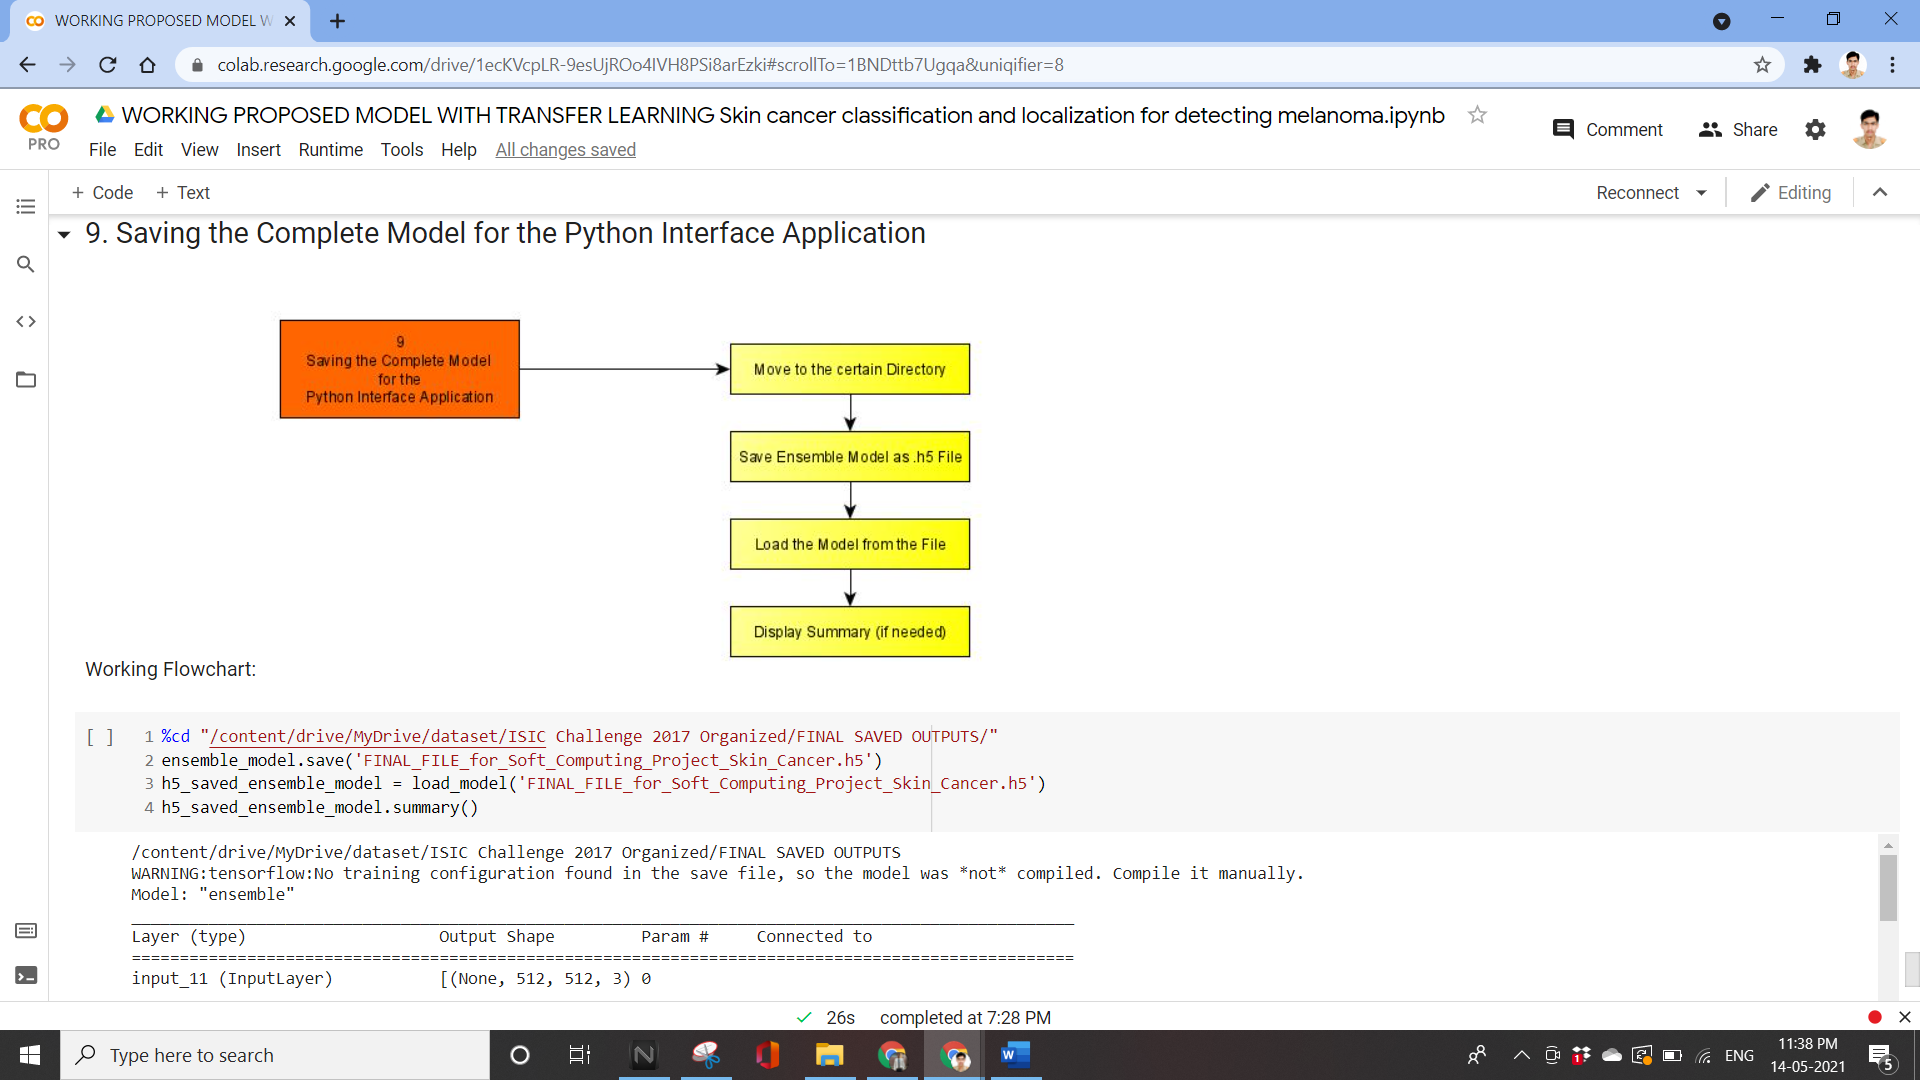 WORKING PROPOSED MODEL W
colab.research.google.com/drive/1ecKVcpLR-9esUjROo4IVH8PSi8arEzki#scrollTo=1BNDttb7Ugqa&uniqifier=8
WORKING PROPOSED MODEL WITH TRANSFER LEARNING Skin cancer classification and localization for detecting melanoma.ipynb
Comment Share
PRO
File Edit View Insert Runtime Tools Help All changes saved
+ Code + Text
Reconnect Editing
9. Saving the Complete Model for the Python Interface Application
9
Saving the Complete Model
for the
Python Interface Application
Move to the certain Directory
Save Ensemble Model as .h5 File
Load the Model from the File
Display Summary (if needed)
Working Flowchart:
[ ] 1 %cd "/content/drive/MyDrive/dataset/ISIC Challenge 2017 Organized/FINAL SAVED OUTPUTS/"
2 ensemble_model.save('FINAL_FILE_for_Soft_Computing_Project_Skin_Cancer.h5')
3 h5_saved_ensemble_model = load_model('FINAL_FILE_for_Soft_Computing_Project_Skin_Cancer.h5')
4 h5_saved_ensemble_model.summary()
/content/drive/MyDrive/dataset/ISIC Challenge 2017 Organized/FINAL SAVED OUTPUTS
WARNING:tensorflow:No training configuration found in the save file, so the model was *not* compiled. Compile it manually.
Model: "ensemble"
Layer (type) Output Shape Param # Connected to
==================================================================================================
input_11 (InputLayer) [(None, 512, 512, 3) 0
26s completed at 7:28 PM
Type here to search
ENG
11:38 PM
14-05-2021
5
1